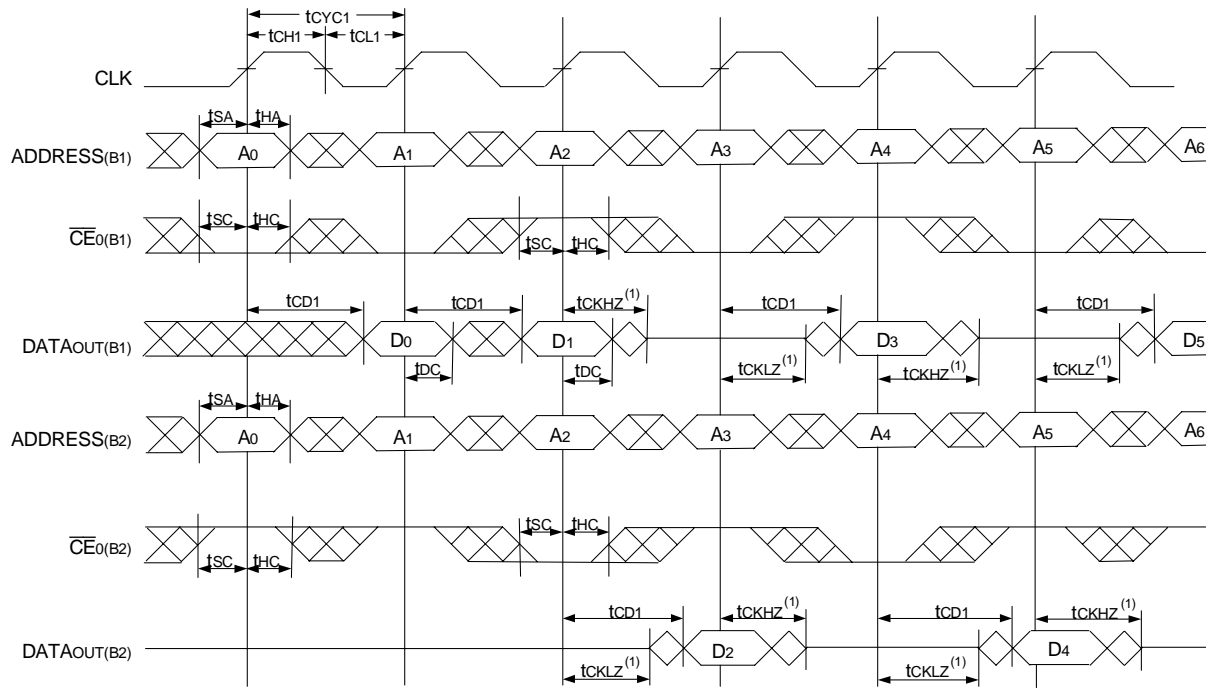 tCYC1
tCH1 tCL1
CLK
tSA tHA
ADDRESS(B1) A0 A1 A2 A3 A4 A5 A6
tSC tHC
CE0(B1)
tSC tHC
tCD1 tCD1 tCKHZ(1) tCD1 tCD1
DATAOUT(B1) D0 D1 D3 D5
tDC tDC tCKLZ(1) tCKHZ(1) tCKLZ(1)
tSA tHA
ADDRESS(B2) A0 A1 A2 A3 A4 A5 A6
tSC tHC
CE0(B2)
tSC tHC
tCD1 tCKHZ(1) tCD1 tCKHZ(1)
DATAOUT(B2) D2 D4
tCKLZ(1) tCKLZ(1)